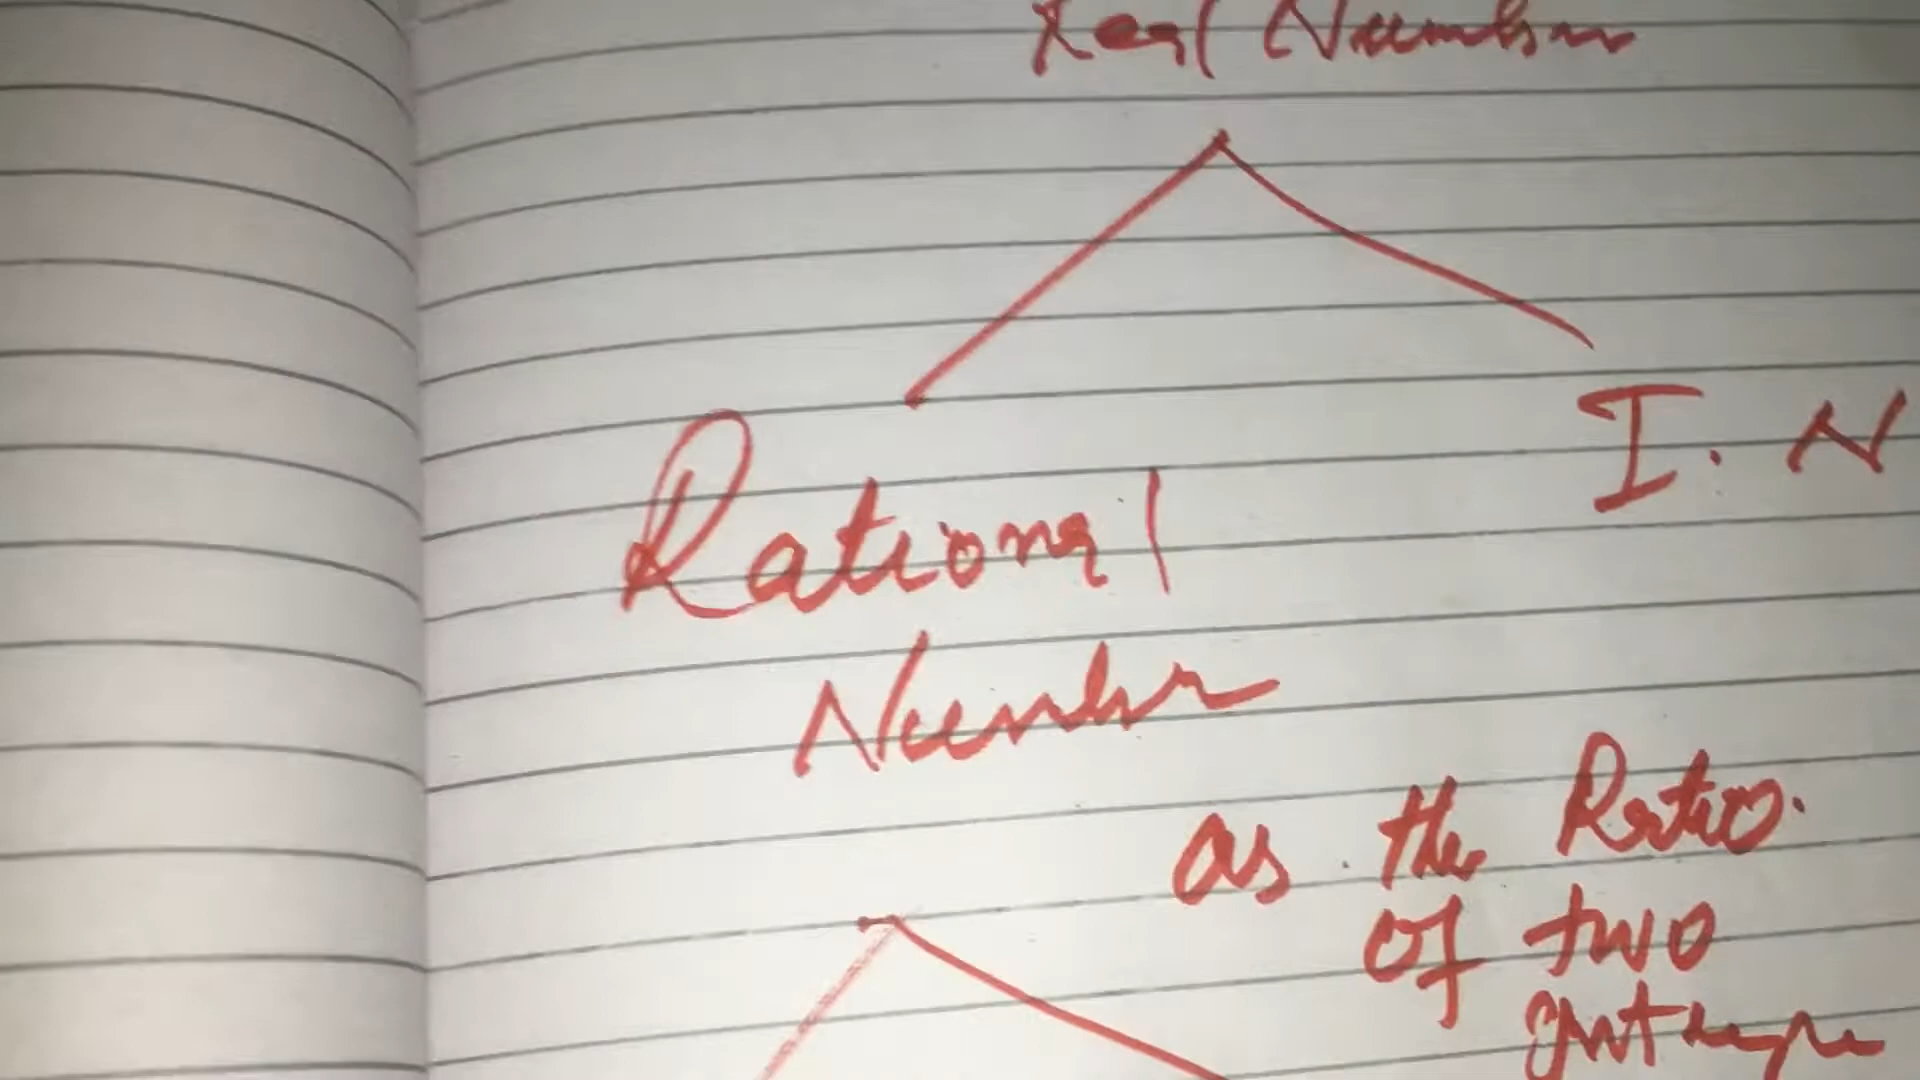 Real Number
I. N
Rational
Number
as the Ratio.
of two